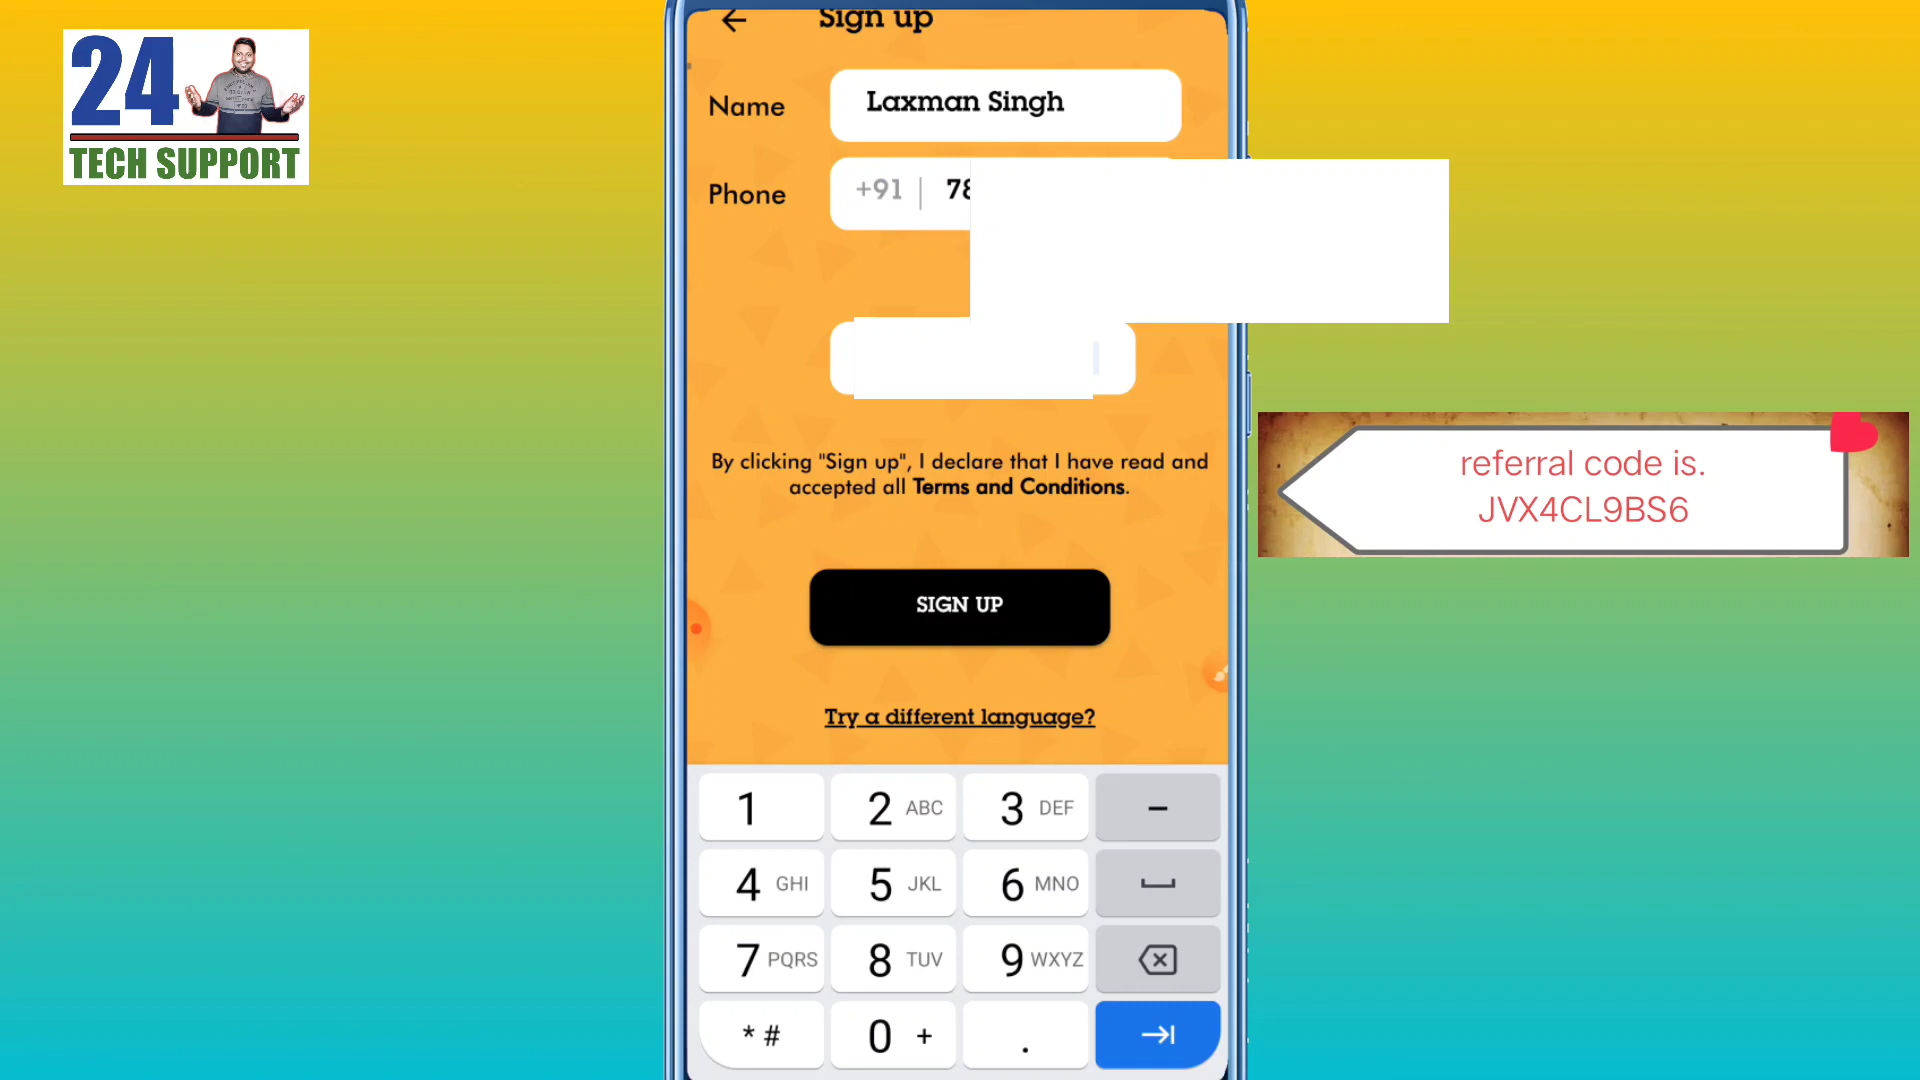 24
TECH SUPPORT
Sign up
Name
Laxman Singh
Phone
+91
78
By clicking "Sign up", I declare that I have read and
accepted all Terms and Conditions.
SIGN UP
Try a different language?
referral code is.
JVX4CL9BS6
1
2 ABC
3 DEF
–
4 GHI
5 JKL
6 MNO
7 PQRS
8 TUV
9 WXYZ
* #
0 +
.